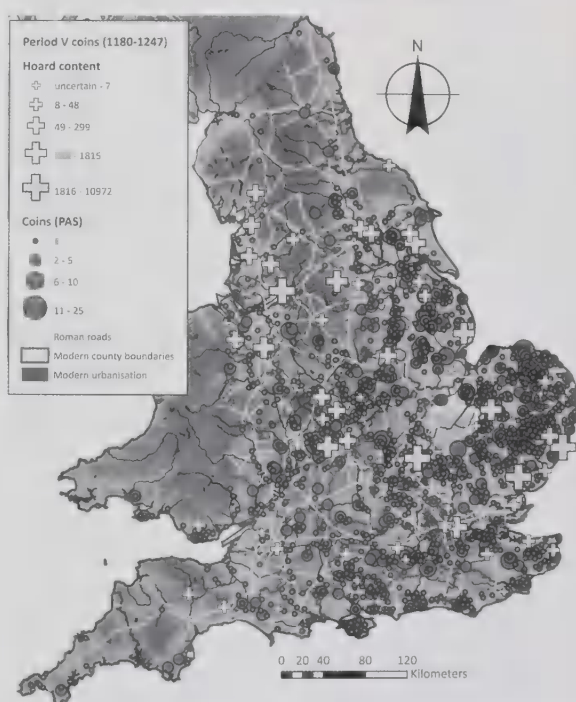 Period V coins (1180-1247)
Hoard content
uncertain - 7
8 - 48
49 - 299
1815
1816 - 10972
Coins (PAS)
2 - 5
6 - 10
11 - 25
Roman roads
Modern county boundaries
Modern urbanisation
N
0 20 40 80 120
Kilometers